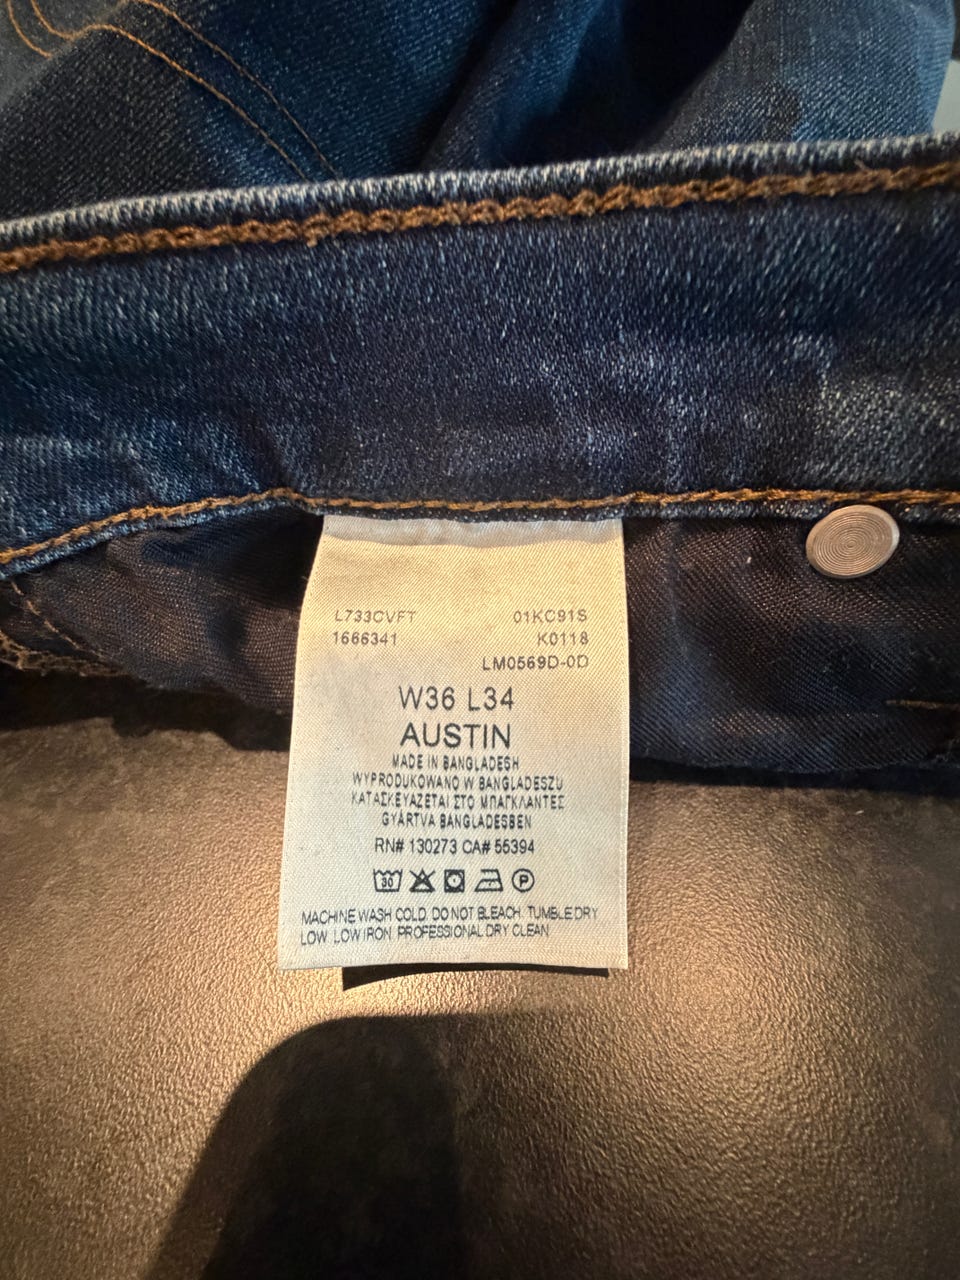 L733CVFT 01KC91S
1666341 K0118
LM0569D-0D
W36 L34
AUSTIN
MADE IN BANGLADESH
WYPRODUKOWANO W BANGLADESZU
ΚΑΤΑΣΚΕΥΑΖΕΤΑΙ ΣΤΟ ΜΠΑΓΚΛΑΝΤΕΣ
GYÁRTVA BANGLADESBEN
RN# 130273 CA# 55394
30 P
MACHINE WASH COLD. DO NOT BLEACH. TUMBLE DRY
LOW. LOW IRON. PROFESSIONAL DRY CLEAN